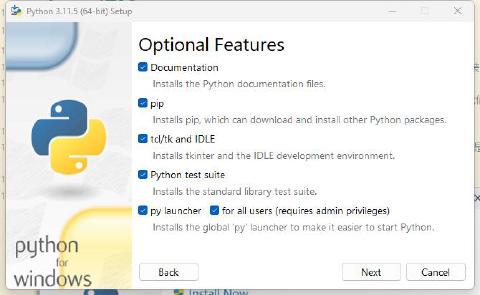 Python 3.11.5 (64-bit) Setup
Optional Features
Documentation
Installs the Python documentation files.
pip
Installs pip, which can download and install other Python packages.
tcl/tk and IDLE
Installs tkinter and the IDLE development environment.
Python test suite
Installs the standard library test suite.
py launcher for all users (requires admin privileges)
Installs the global 'py' launcher to make it easier to start Python.
python
for
windows
Back Next Cancel
Install Now